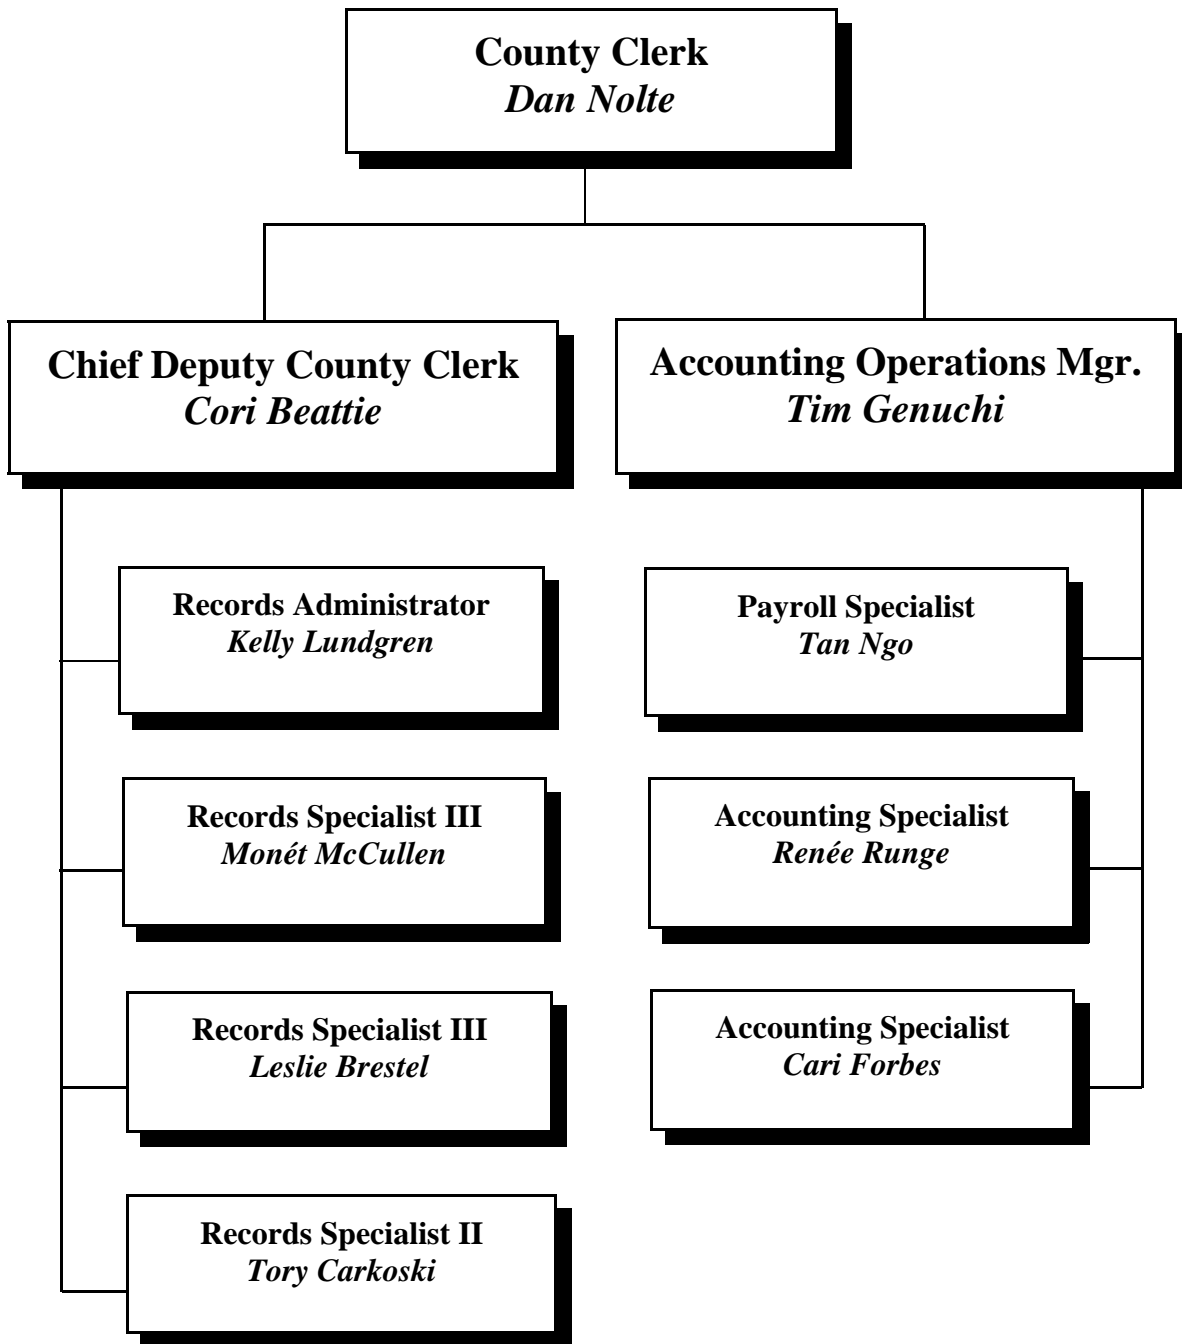 County Clerk
Dan Nolte
Chief Deputy County Clerk
Cori Beattie
Accounting Operations Mgr.
Tim Genuchi
Records Administrator
Kelly Lundgren
Records Specialist III
Monét McCullen
Records Specialist III
Leslie Brestel
Records Specialist II
Tory Carkoski
Payroll Specialist
Tan Ngo
Accounting Specialist
Renée Runge
Accounting Specialist
Cari Forbes